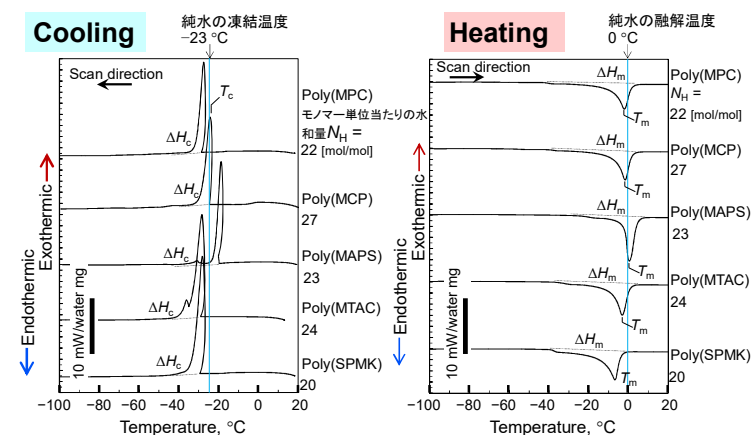 Cooling
純水の凍結温度
−23 °C
Scan direction
Tc
ΔHc
Poly(MPC)
モノマー単位当たりの水
和量NH =
22 [mol/mol]
ΔHc
Poly(MCP)
27
ΔHc
Poly(MAPS)
23
ΔHc
Poly(MTAC)
24
ΔHc
Poly(SPMK)
20
Exothermic
Endothermic
10 mW/water mg
−100 −80 −60 −40 −20 0 20
Temperature, °C
Heating
純水の融解温度
0 °C
Scan direction
ΔHm
Tm
Poly(MPC)
NH =
22 [mol/mol]
ΔHm
Tm
Poly(MCP)
27
ΔHm
Tm
Poly(MAPS)
23
ΔHm
Tm
Poly(MTAC)
24
ΔHm
Tm
Poly(SPMK)
20
Exothermic
Endothermic
10 mW/water mg
−100 −80 −60 −40 −20 0 20
Temperature, °C